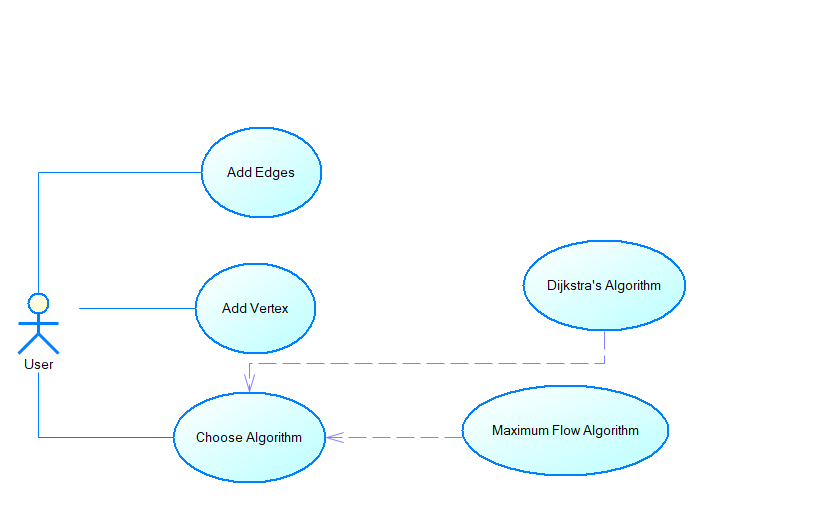 Add Edges
Dijkstra's Algorithm
Add Vertex
User
Maximum Flow Algorithm
Choose Algorithm